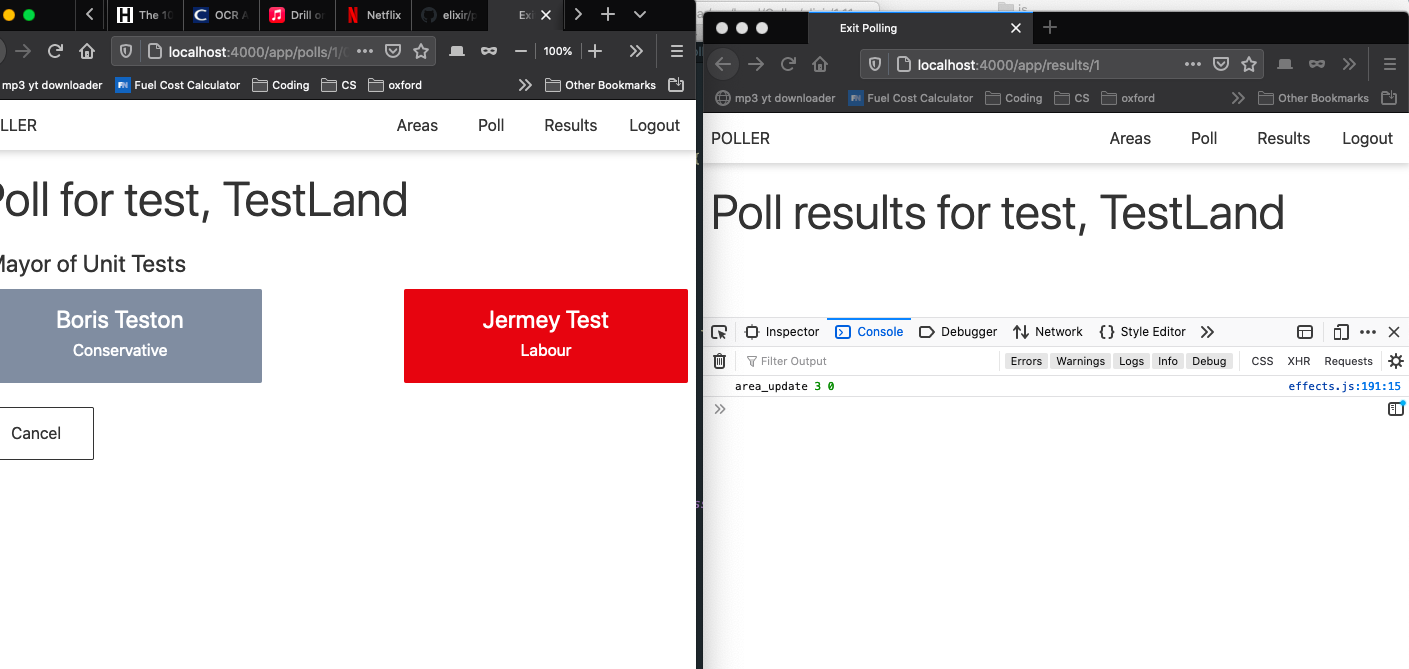 The 10
OCR A
Drill or
Netflix
elixir/p
Exi
localhost:4000/app/polls/1/
100%
mp3 yt downloader
Fuel Cost Calculator
Coding
CS
oxford
Other Bookmarks
LLER
Areas
Poll
Results
Logout
Poll for test, TestLand
Mayor of Unit Tests
Boris Teston
Conservative
Jermey Test
Labour
Cancel
js
Exit Polling
localhost:4000/app/results/1
mp3 yt downloader
Fuel Cost Calculator
Coding
CS
oxford
Other Bookmarks
POLLER
Areas
Poll
Results
Logout
Poll results for test, TestLand
Inspector
Console
Debugger
Network
Style Editor
Filter Output
Errors
Warnings
Logs
Info
Debug
CSS
XHR
Requests
area_update 3 0
effects.js:191:15